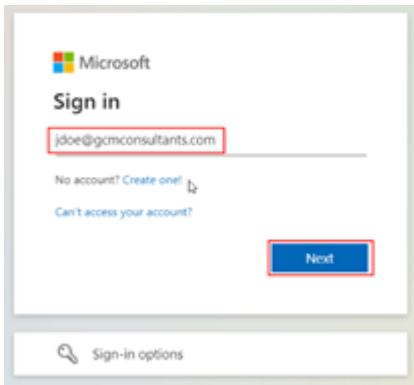 Microsoft
Sign in
jdoe@gcmconsultants.com
No account? Create one!
Can't access your account?
Next
Sign-in options